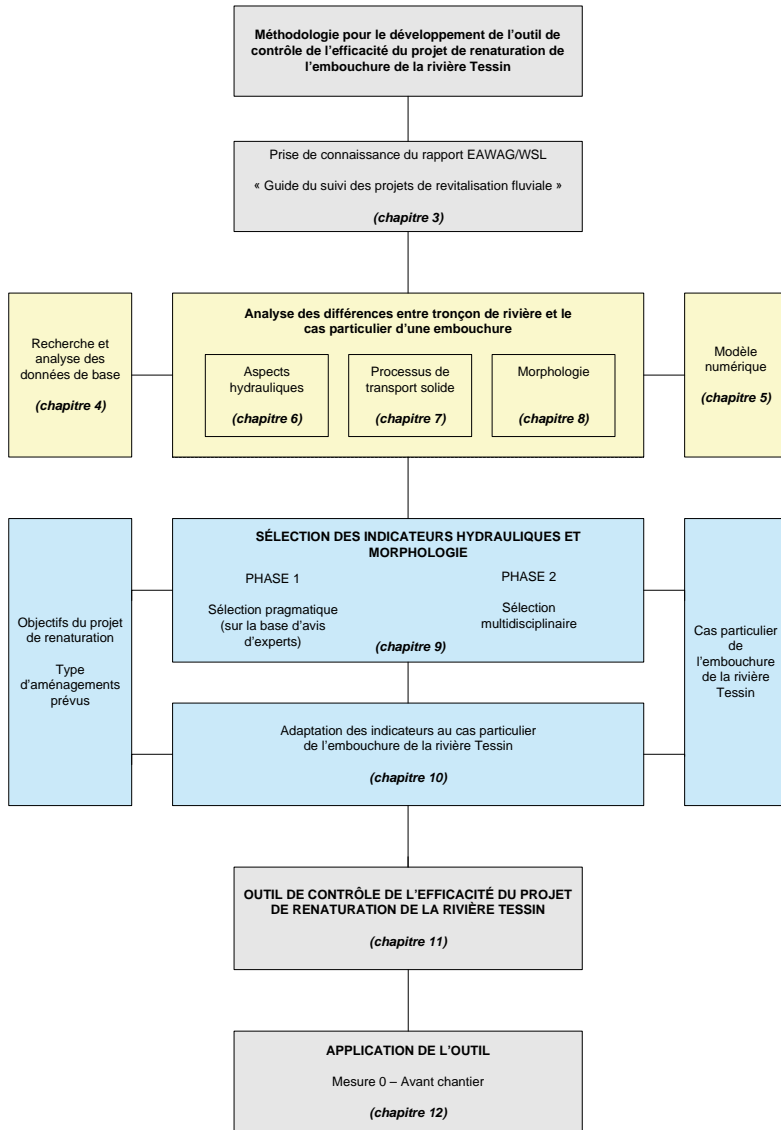 Méthodologie pour le développement de l'outil de
contrôle de l'efficacité du projet de renaturation de
l'embouchure de la rivière Tessin
Prise de connaissance du rapport EAWAG/WSL
« Guide du suivi des projets de revitalisation fluviale »
(chapitre 3)
Recherche et
analyse des
données de base
(chapitre 4)
Analyse des différences entre tronçon de rivière et le
cas particulier d'une embouchure
Aspects
hydrauliques
(chapitre 6)
Processus de
transport solide
(chapitre 7)
Morphologie
(chapitre 8)
Modèle
numérique
(chapitre 5)
Objectifs du projet
de renaturation
Type
d'aménagements
prévus
SÉLECTION DES INDICATEURS HYDRAULIQUES ET
MORPHOLOGIE
PHASE 1
Sélection pragmatique
(sur la base d'avis
d'experts)
PHASE 2
Sélection
multidisciplinaire
(chapitre 9)
Cas particulier
de
l'embouchure
de la rivière
Tessin
Adaptation des indicateurs au cas particulier
de l'embouchure de la rivière Tessin
(chapitre 10)
OUTIL DE CONTRÔLE DE L'EFFICACITÉ DU PROJET
DE RENATURATION DE LA RIVIÈRE TESSIN
(chapitre 11)
APPLICATION DE L'OUTIL
Mesure 0 – Avant chantier
(chapitre 12)